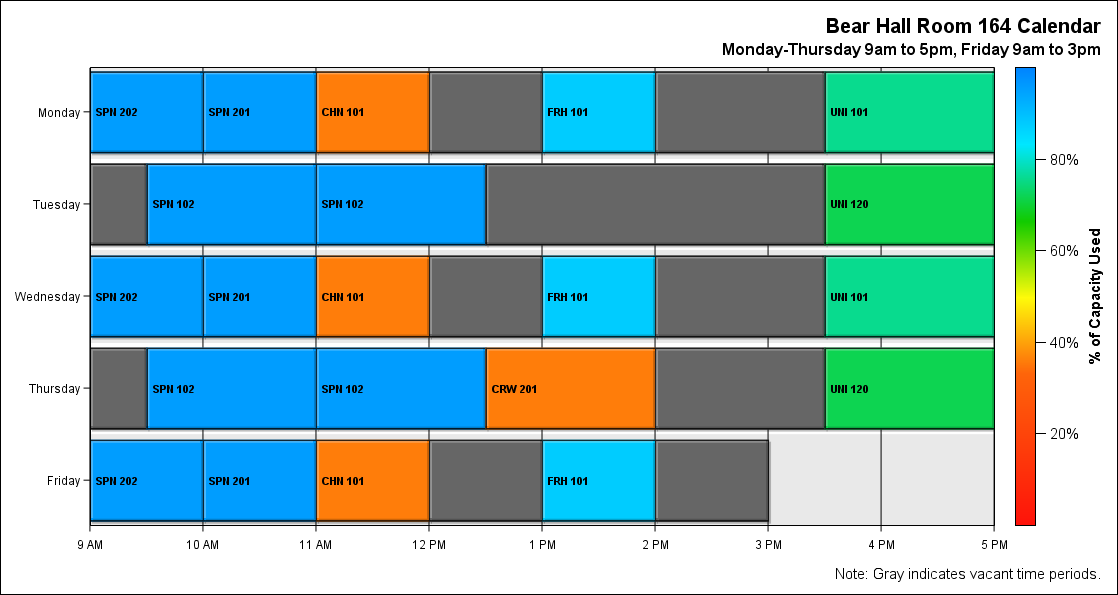 Bear Hall Room 164 Calendar
Monday-Thursday 9am to 5pm, Friday 9am to 3pm
Monday
SPN 202
SPN 201
CHN 101
FRH 101
UNI 101
Tuesday
SPN 102
SPN 102
UNI 120
Wednesday
SPN 202
SPN 201
CHN 101
FRH 101
UNI 101
Thursday
SPN 102
SPN 102
CRW 201
UNI 120
Friday
SPN 202
SPN 201
CHN 101
FRH 101
9 AM
10 AM
11 AM
12 PM
1 PM
2 PM
3 PM
4 PM
5 PM
80%
60%
40%
20%
% of Capacity Used
Note: Gray indicates vacant time periods.